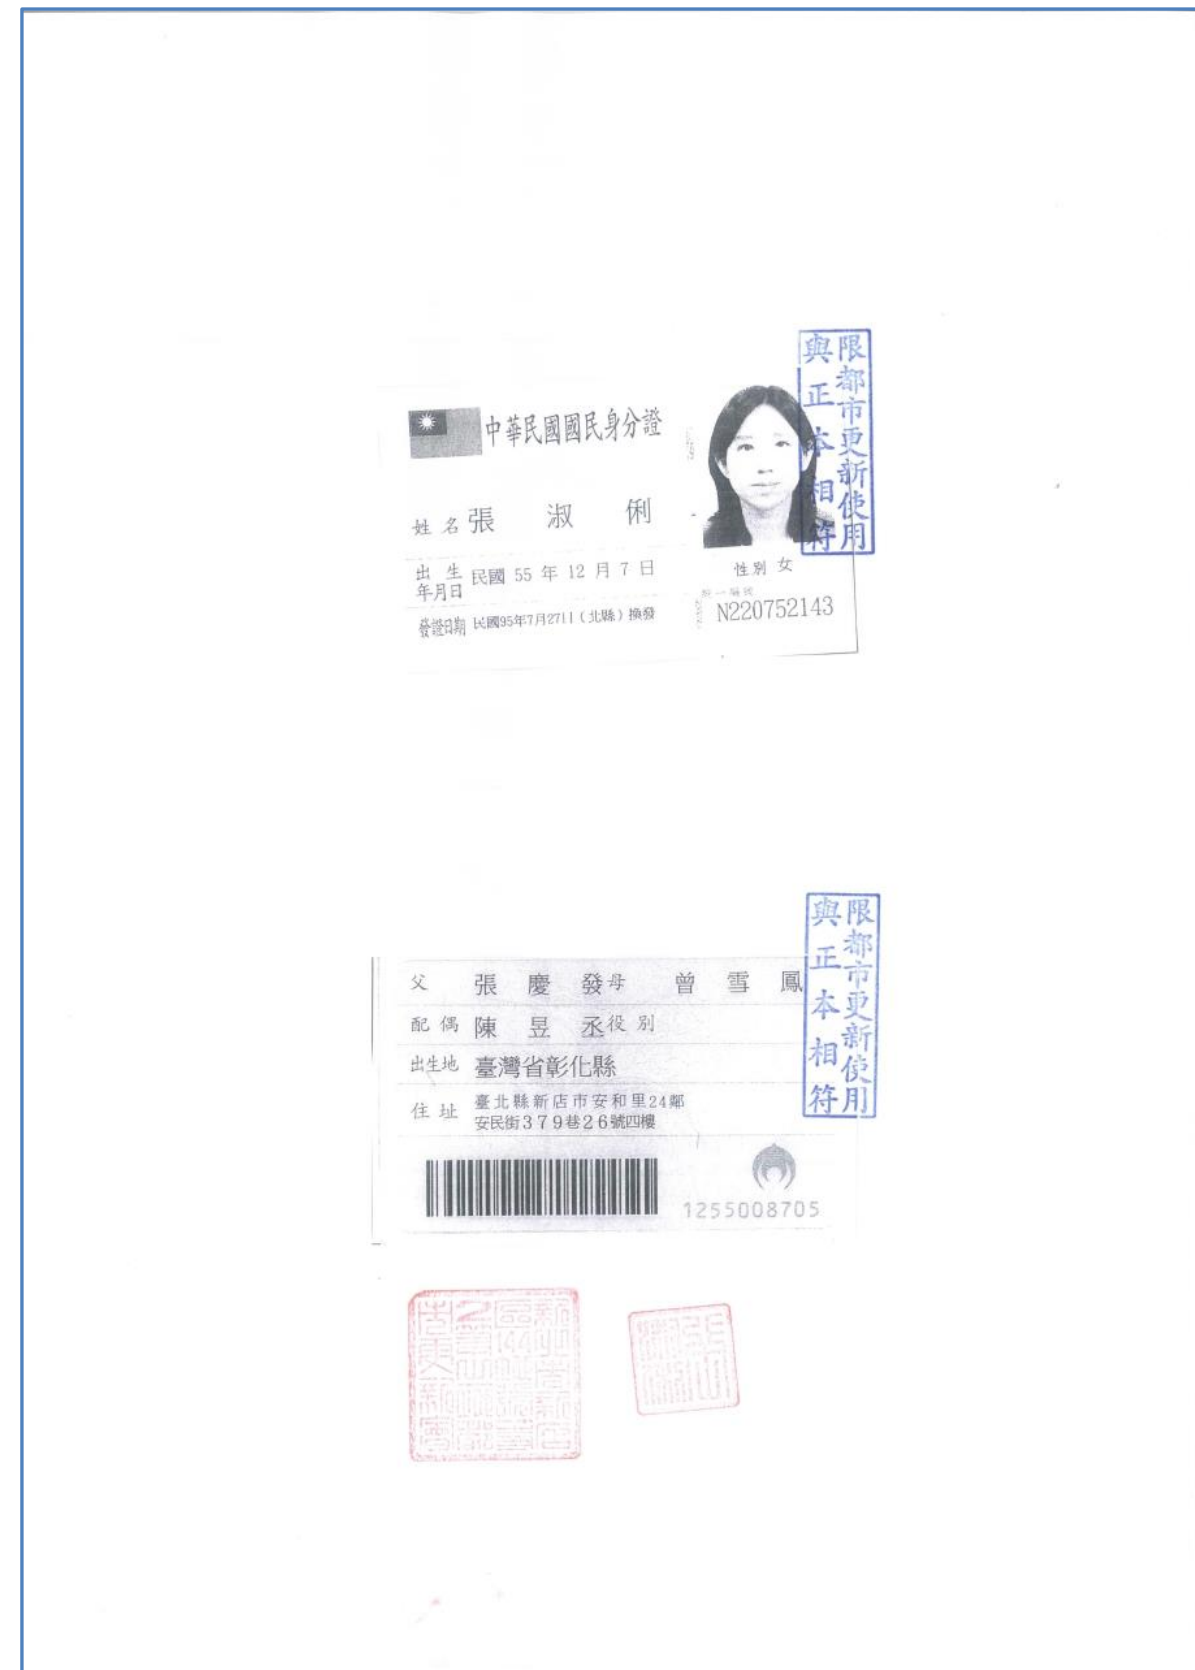 中華民國國民身分證
姓名 張淑俐
出生年月日 民國 55 年 12 月 7 日
發證日期 民國95年7月27日(北縣)換發
性別 女
統一編號
N220752143
限都市更新使用
與正本相符
父 張慶發 母 曾雪鳳
配偶 陳昱丞 役別
出生地 臺灣省彰化縣
住址 臺北縣新店市安和里24鄰
安民街379巷26號四樓
1255008705
限都市更新使用
與正本相符